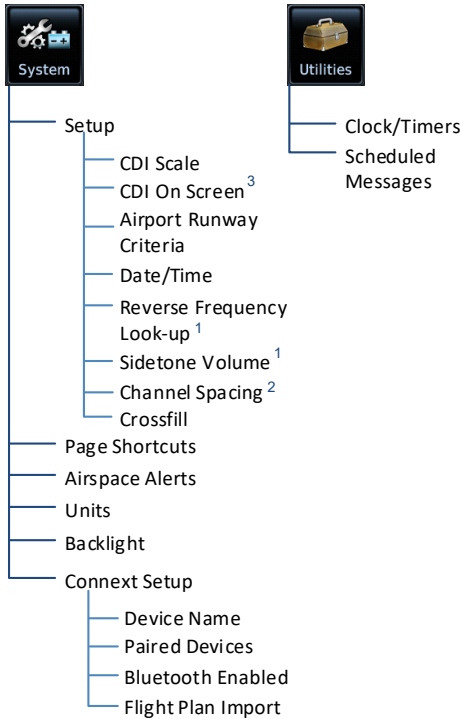 System
Setup
CDI Scale
CDI On Screen 3
Airport Runway
Criteria
Date/Time
Reverse Frequency
Look-up 1
Sidetone Volume 1
Channel Spacing 2
Crossfill
Page Shortcuts
Airspace Alerts
Units
Backlight
Connext Setup
Device Name
Paired Devices
Bluetooth Enabled
Flight Plan Import
Utilities
Clock/Timers
Scheduled
Messages